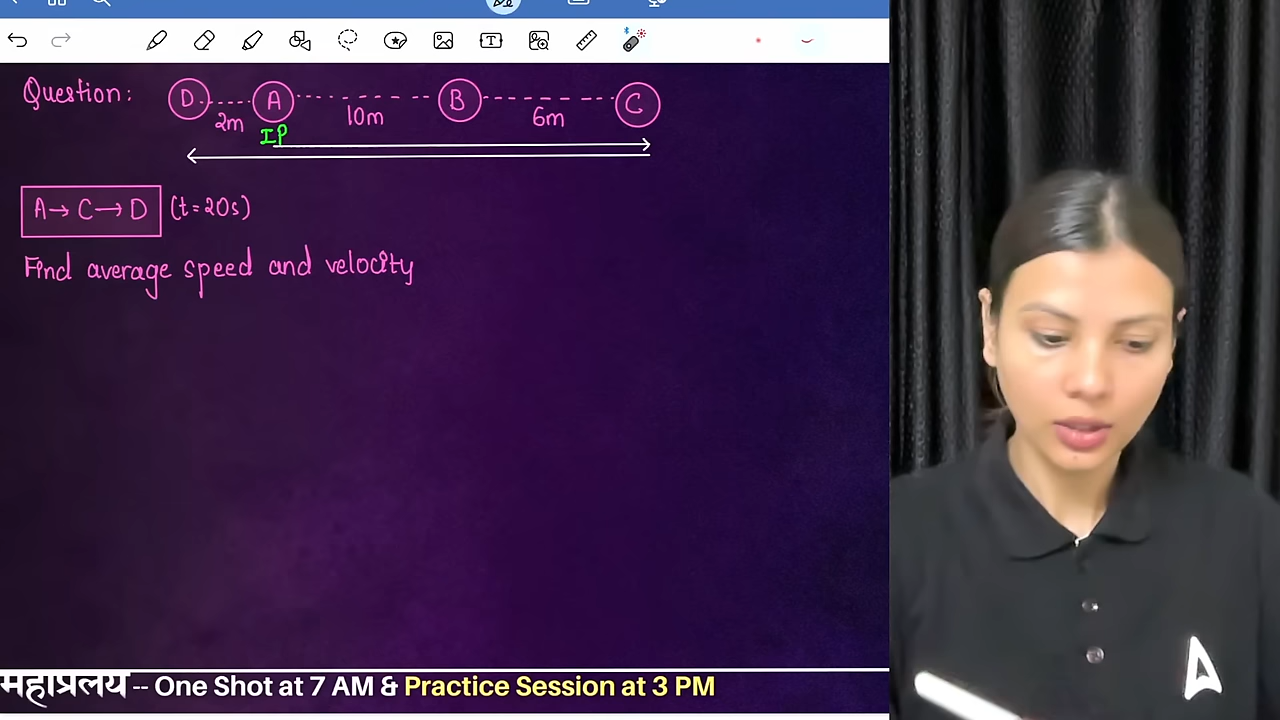 Question: D A B C
2m 10m 6m
IP
A→ C→ D (t=20s)
Find average speed and velocity
महाप्रलय -- One Shot at 7 AM & Practice Session at 3 PM